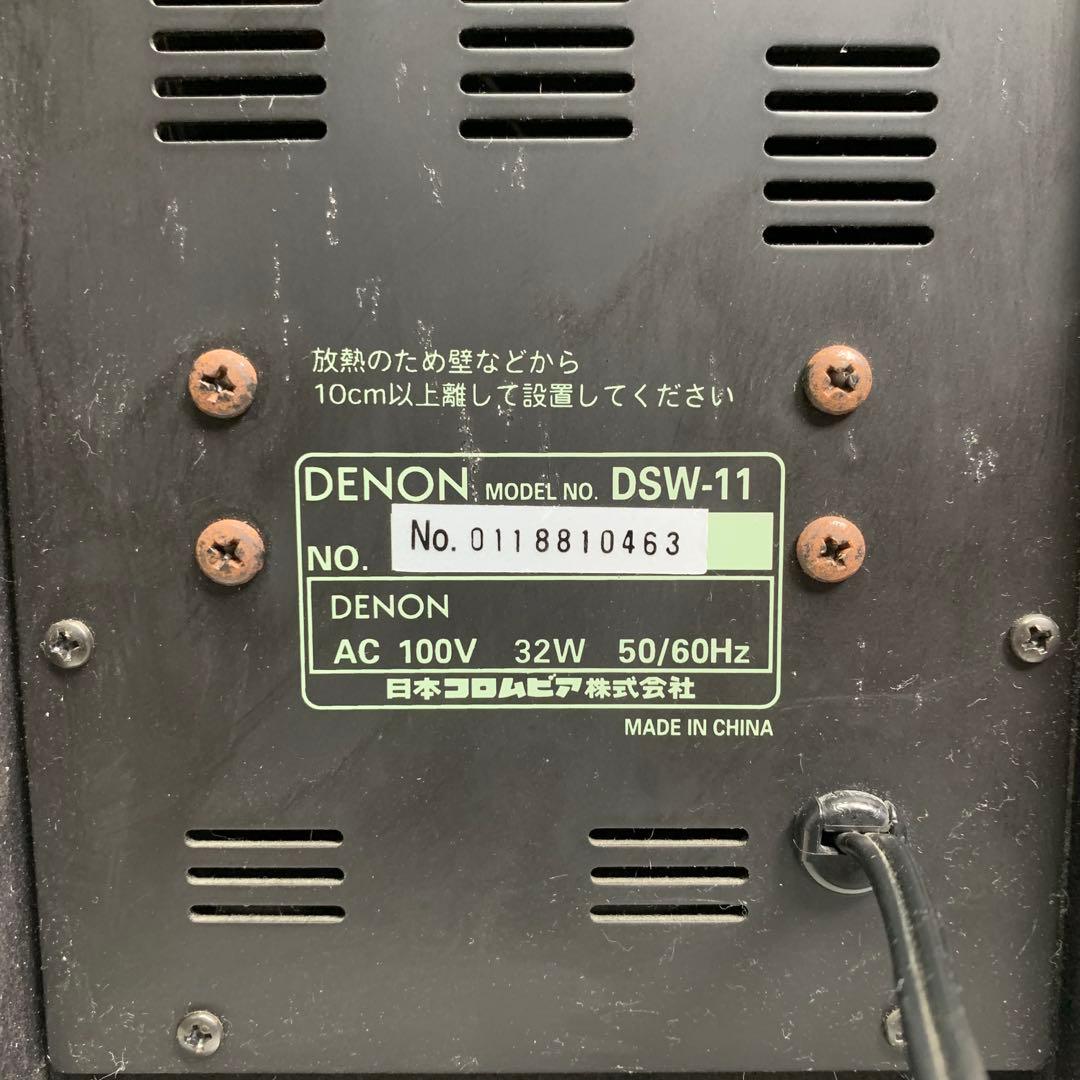 放熱のため壁などから
10cm以上離して設置してください
DENON MODEL NO. DSW-11
NO. No. 0118810463
DENON
AC 100V 32W 50/60Hz
日本コロムビア株式会社
MADE IN CHINA